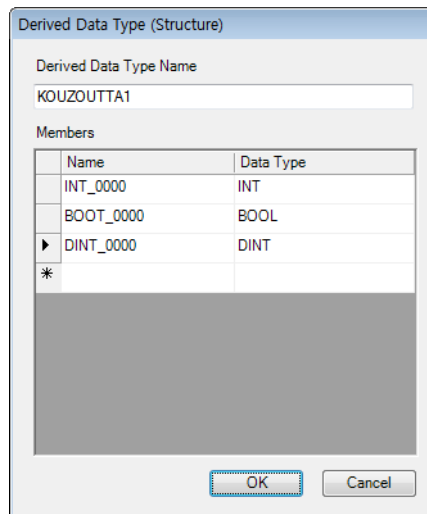 Derived Data Type (Structure)
Derived Data Type Name
KOUZOUTTA1
Members
Name Data Type
INT_0000 INT
BOOT_0000 BOOL
DINT_0000 DINT
OK Cancel